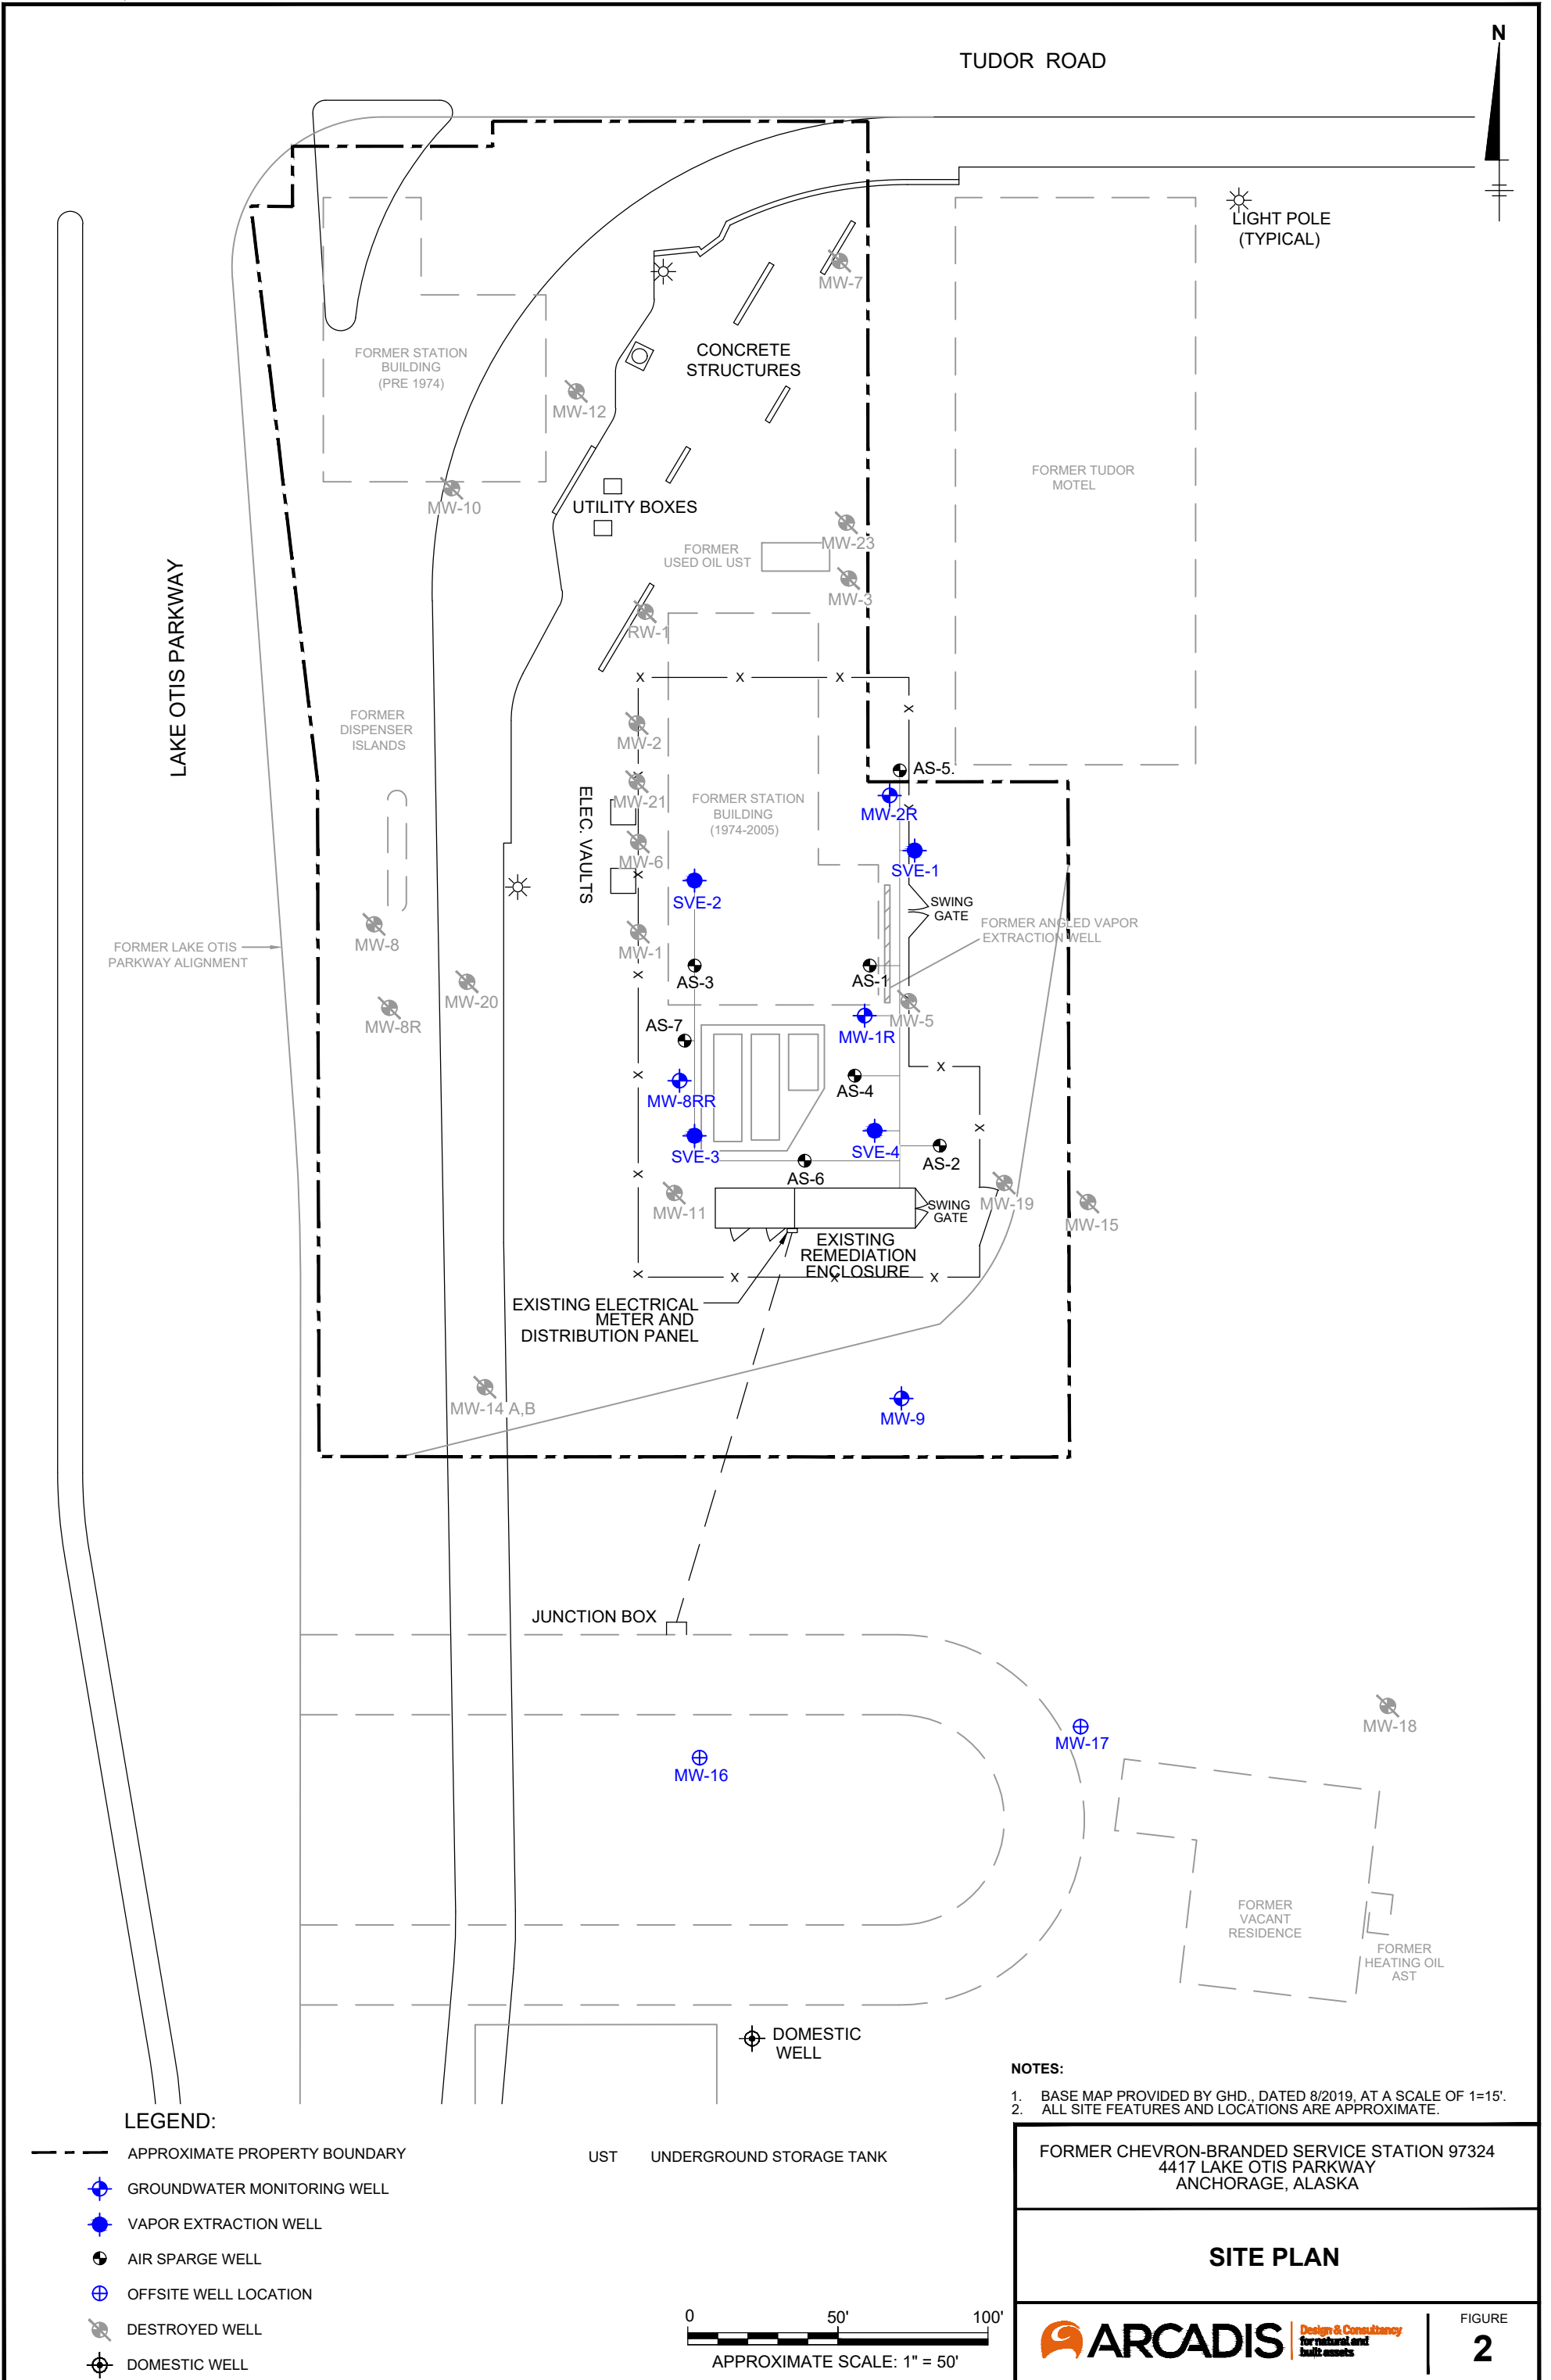 N
TUDOR ROAD
LIGHT POLE
(TYPICAL)
MW-7
CONCRETE
STRUCTURES
FORMER STATION
BUILDING
(PRE 1974)
MW-12
FORMER TUDOR
MOTEL
MW-10
UTILITY BOXES
MW-23
FORMER
USED OIL UST
MW-3
RW-1
LAKE OTIS PARKWAY
X X X
X
FORMER
DISPENSER
ISLANDS
MW-2
AS-5.
X
MW-21
ELEC. VAULTS
FORMER STATION
BUILDING
(1974-2005)
X
MW-2R
MW-6
SVE-1
X
SVE-2
SWING
GATE
FORMER ANGLED VAPOR
EXTRACTION WELL
MW-8
MW-1
FORMER LAKE OTIS
PARKWAY ALIGNMENT
X
AS-3
AS-1
MW-20
MW-8R
MW-5
AS-7
MW-1R
X
X
AS-4
MW-8RR
X
SVE-3
SVE-4
AS-2
X
AS-6
MW-11
MW-19
SWING
GATE
MW-15
EXISTING
REMEDIATION
ENCLOSURE
X X X X
EXISTING ELECTRICAL
METER AND
DISTRIBUTION PANEL
MW-14 A,B
MW-9
JUNCTION BOX
MW-18
MW-17
MW-16
FORMER
VACANT
RESIDENCE
FORMER
HEATING OIL
AST
DOMESTIC
WELL
NOTES:
1. BASE MAP PROVIDED BY GHD., DATED 8/2019, AT A SCALE OF 1=15'.
2. ALL SITE FEATURES AND LOCATIONS ARE APPROXIMATE.
LEGEND:
APPROXIMATE PROPERTY BOUNDARY
GROUNDWATER MONITORING WELL
VAPOR EXTRACTION WELL
AIR SPARGE WELL
OFFSITE WELL LOCATION
DESTROYED WELL
DOMESTIC WELL
UST UNDERGROUND STORAGE TANK
0 50' 100'
APPROXIMATE SCALE: 1" = 50'
FORMER CHEVRON-BRANDED SERVICE STATION 97324
4417 LAKE OTIS PARKWAY
ANCHORAGE, ALASKA
SITE PLAN
ARCADIS
Design & Consultancy
for natural and
built assets
FIGURE
2